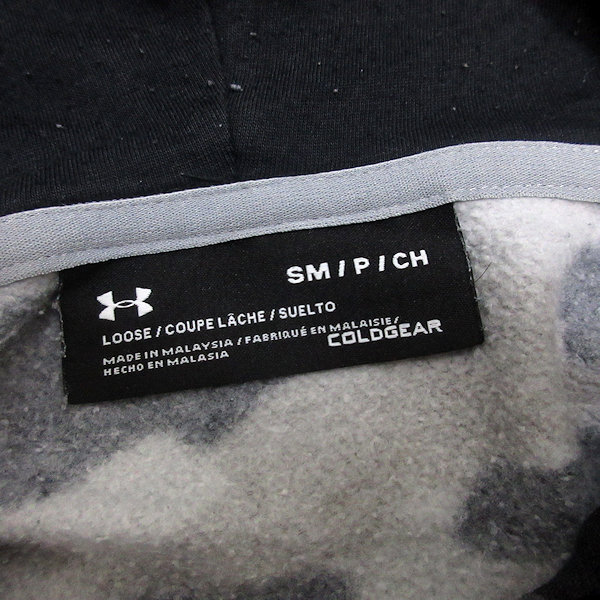 SM / P / CH
LOOSE / COUPE LÂCHE / SUELTO
MADE IN MALAYSIA / FABRIQUÉ EN MALAISIE /
HECHO EN MALASIA
COLDGEAR